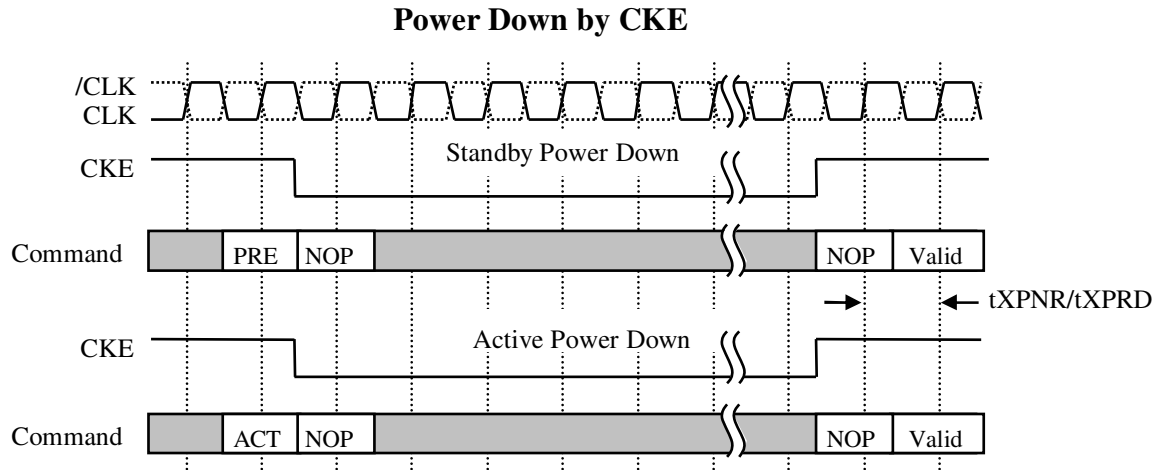 Power Down by CKE
/CLK
CLK
CKE Standby Power Down
Command PRE NOP NOP Valid
tXPNR/tXPRD
CKE Active Power Down
Command ACT NOP NOP Valid